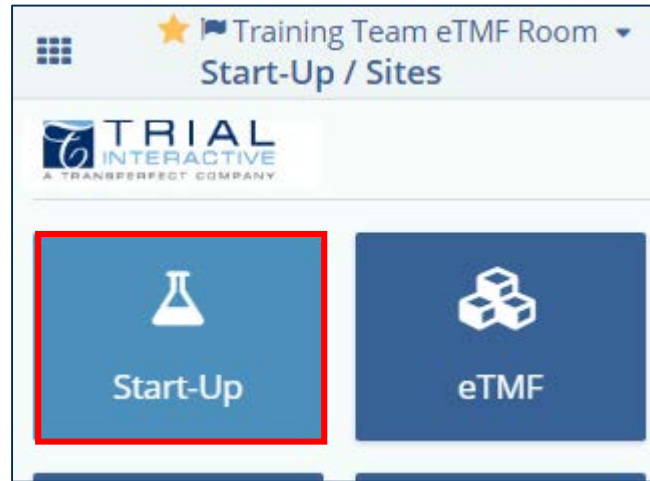 Training Team eTMF Room
Start-Up / Sites
TRIAL
INTERACTIVE
A TRANSPERFECT COMPANY
Start-Up
eTMF